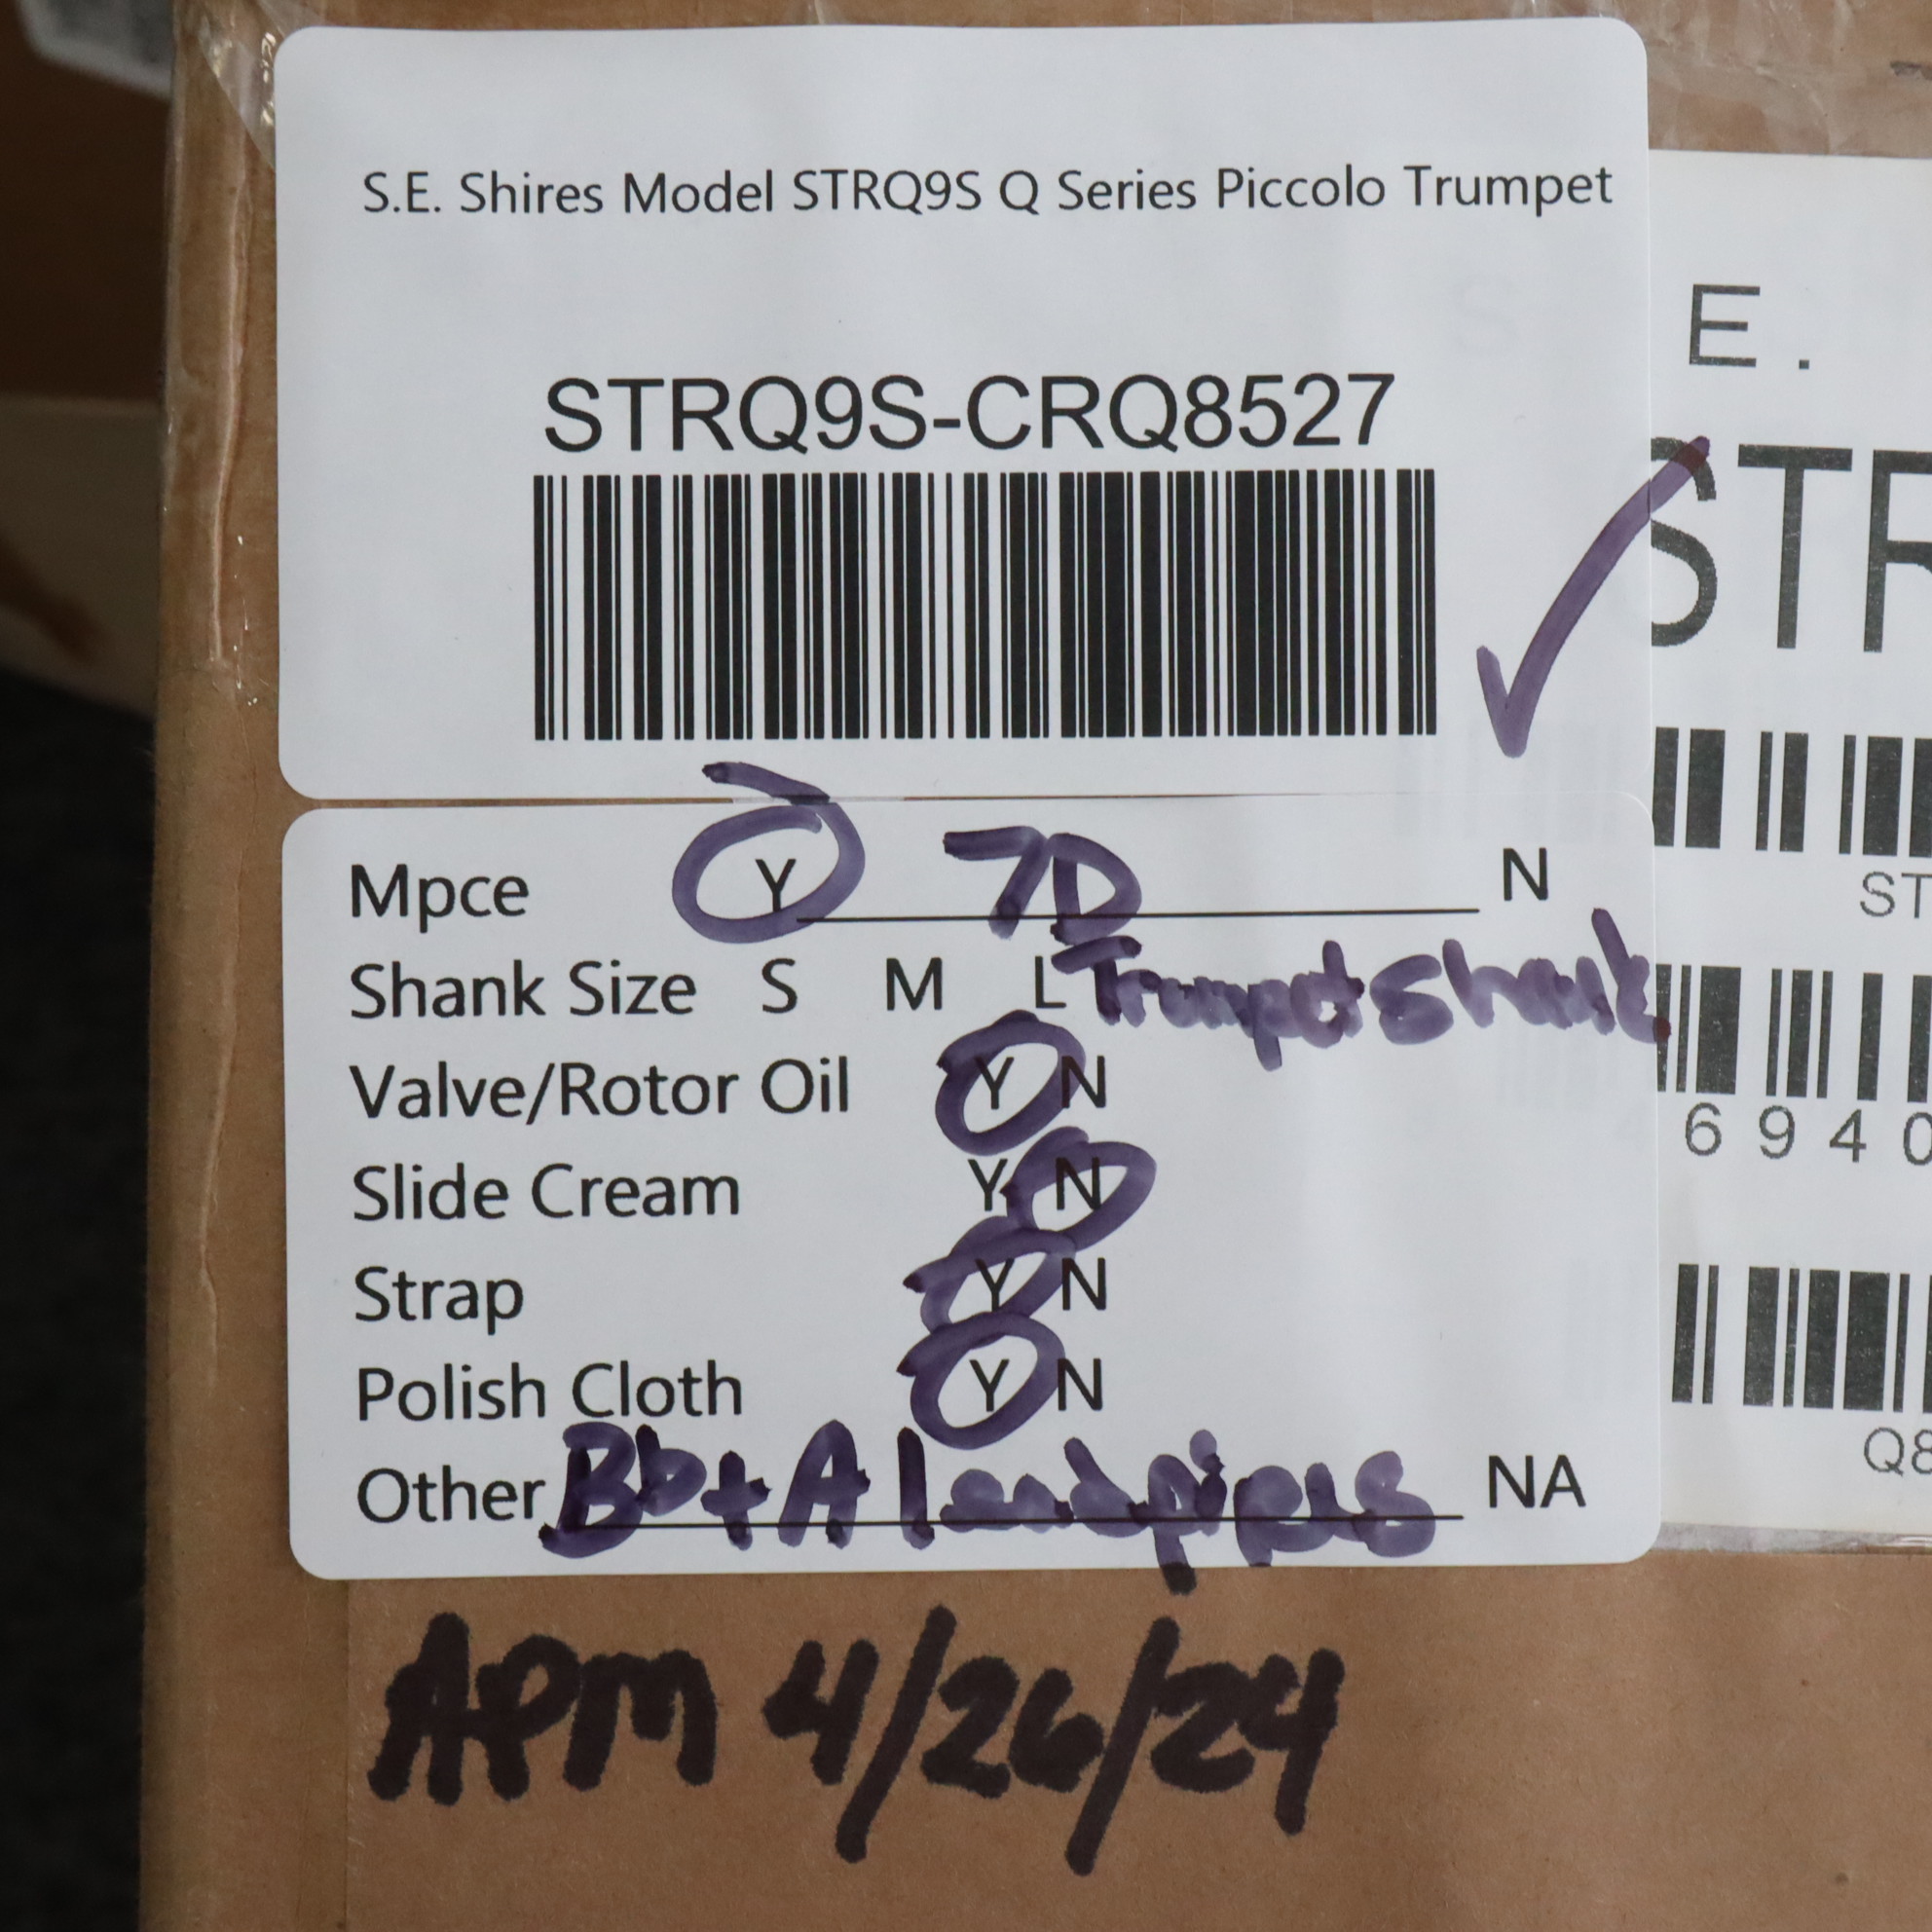 S.E. Shires Model STRQ9S Q Series Piccolo Trumpet
STRQ9S-CRQ8527
Mpce Y 7D N
Shank Size S M L Trumpet Shank
Valve/Rotor Oil Y N
Slide Cream Y N
Strap Y N
Polish Cloth Y N
Other Bb + A leadpipes NA
APM 4/26/24
E.
STR
ST
6940
Q8